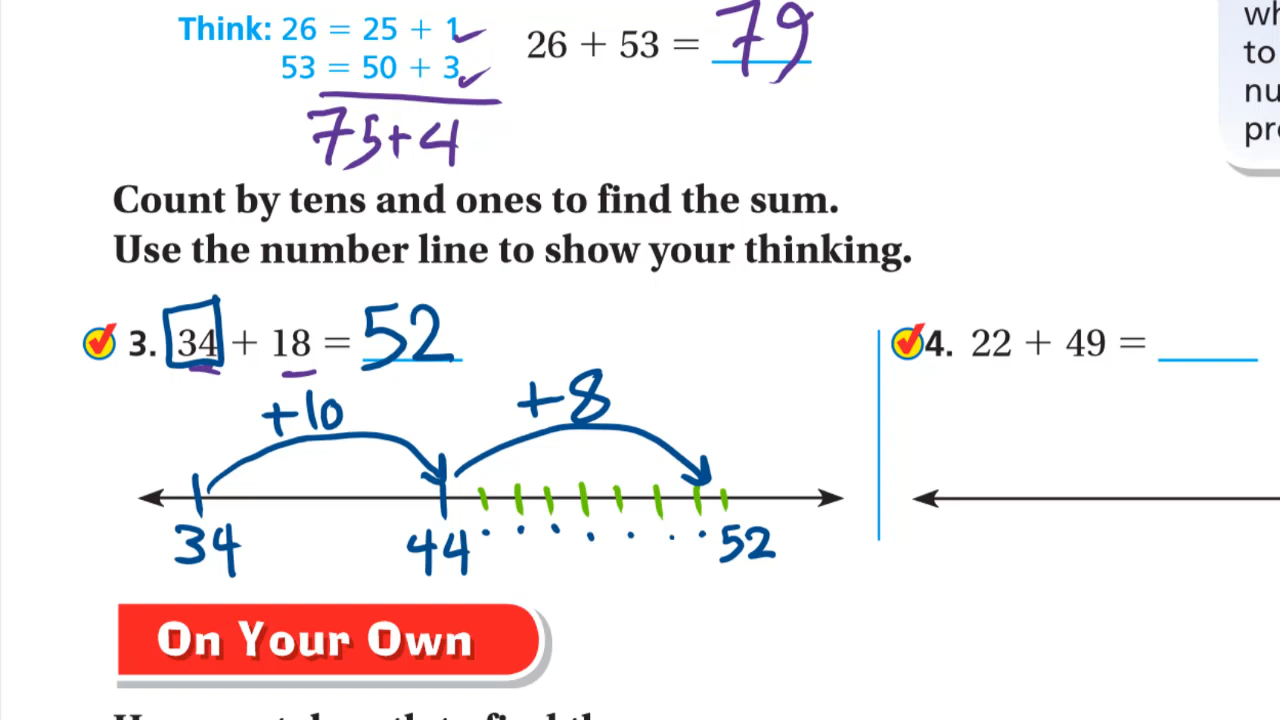 Think: 26 = 25 + 1
53 = 50 + 3
75+4
26 + 53 = 79
to
Count by tens and ones to find the sum.
Use the number line to show your thinking.
3. 34 + 18 = 52
+10
+8
34
44
52
4. 22 + 49 =
On Your Own